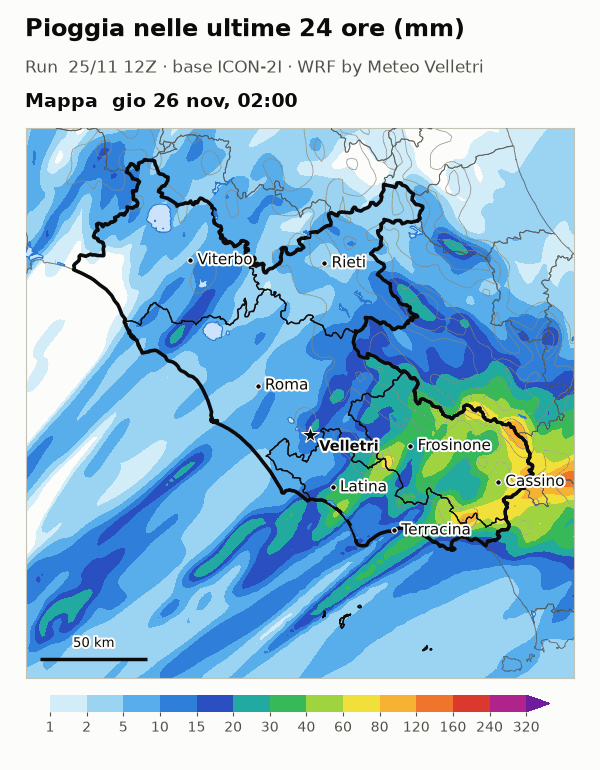 Pioggia nelle ultime 24 ore (mm)
Run  25/11 12Z · base ICON-2I · WRF by Meteo Velletri
Mappa  gio 26 nov, 02:00
Viterbo
Rieti
Roma
Velletri
Frosinone
Cassino
Latina
Terracina
50 km
1 2 5 10 15 20 30 40 60 80 120 160 240 320